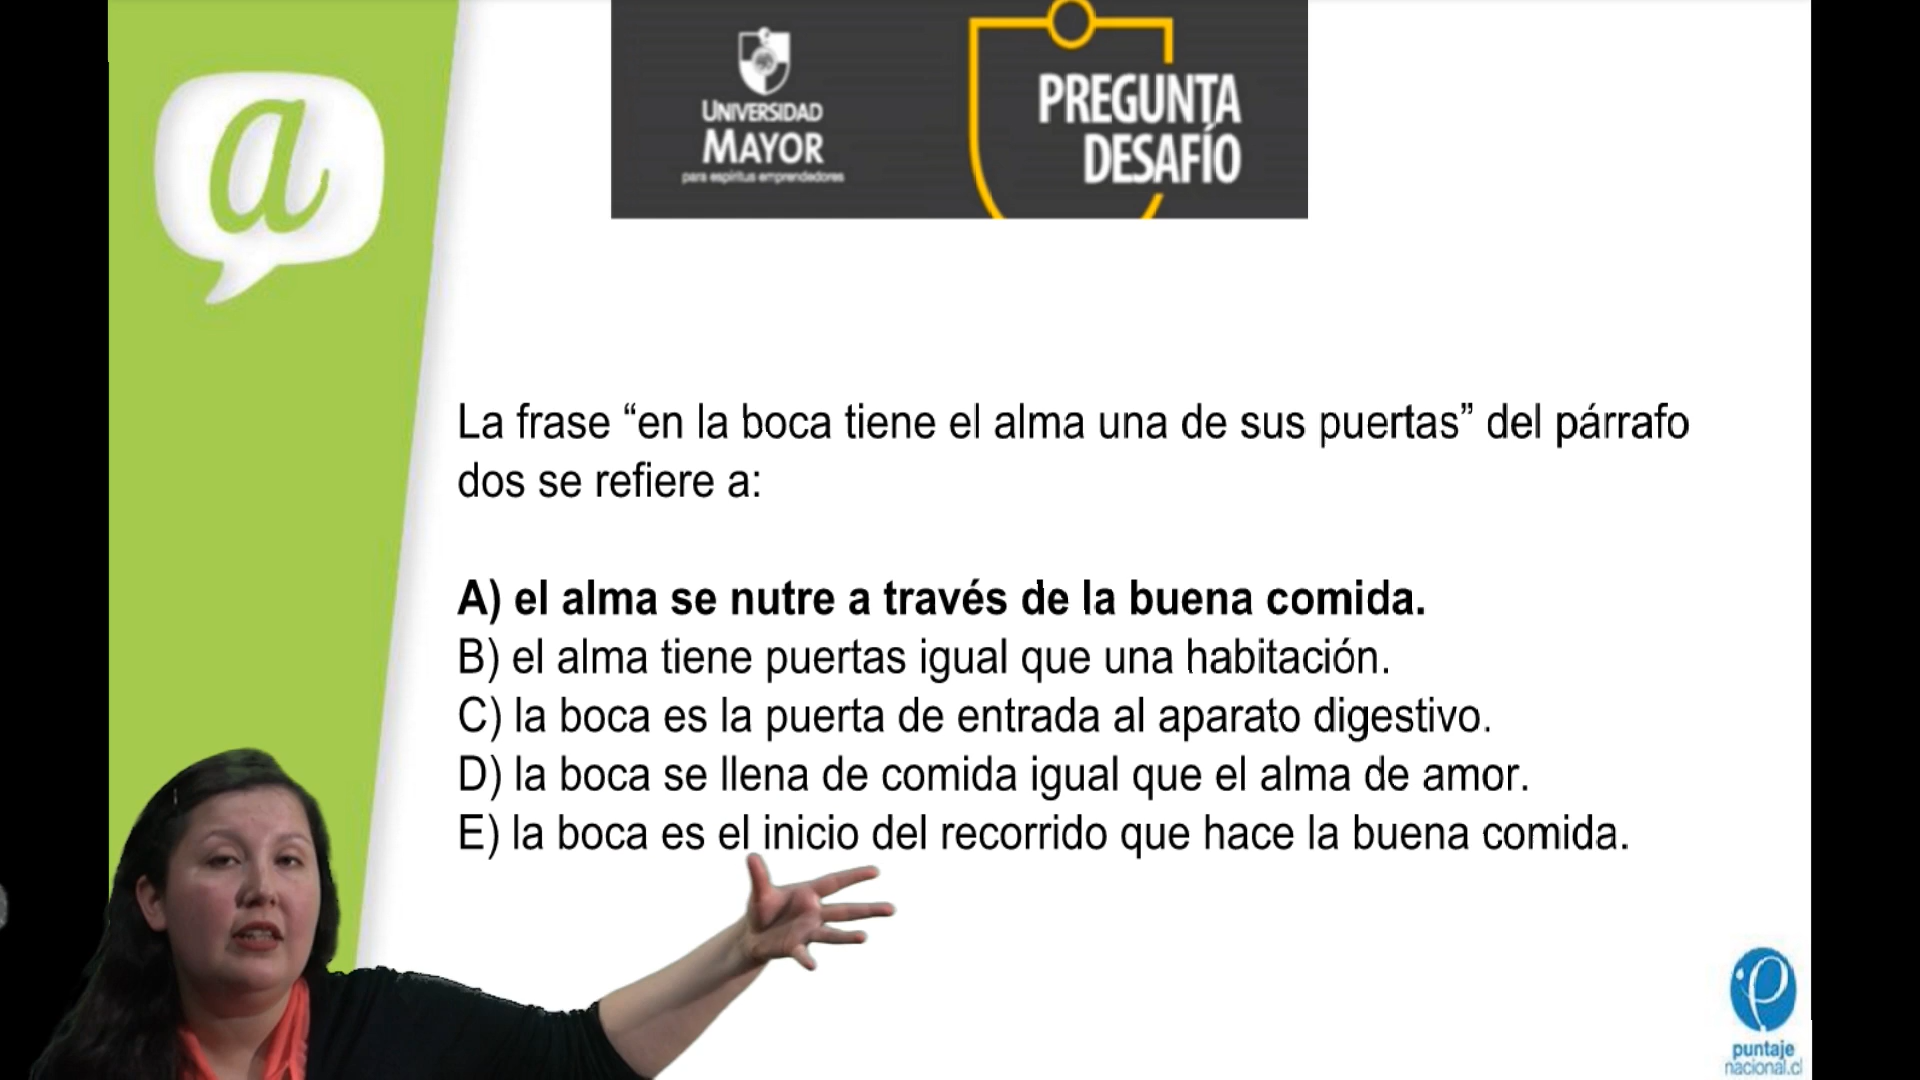 a
UNIVERSIDAD
MAYOR
para espíritus emprendedores
PREGUNTA
DESAFÍO
La frase “en la boca tiene el alma una de sus puertas” del párrafo
dos se refiere a:
A) el alma se nutre a través de la buena comida.
B) el alma tiene puertas igual que una habitación.
C) la boca es la puerta de entrada al aparato digestivo.
D) la boca se llena de comida igual que el alma de amor.
E) la boca es el inicio del recorrido que hace la buena comida.
puntaje
nacional.cl